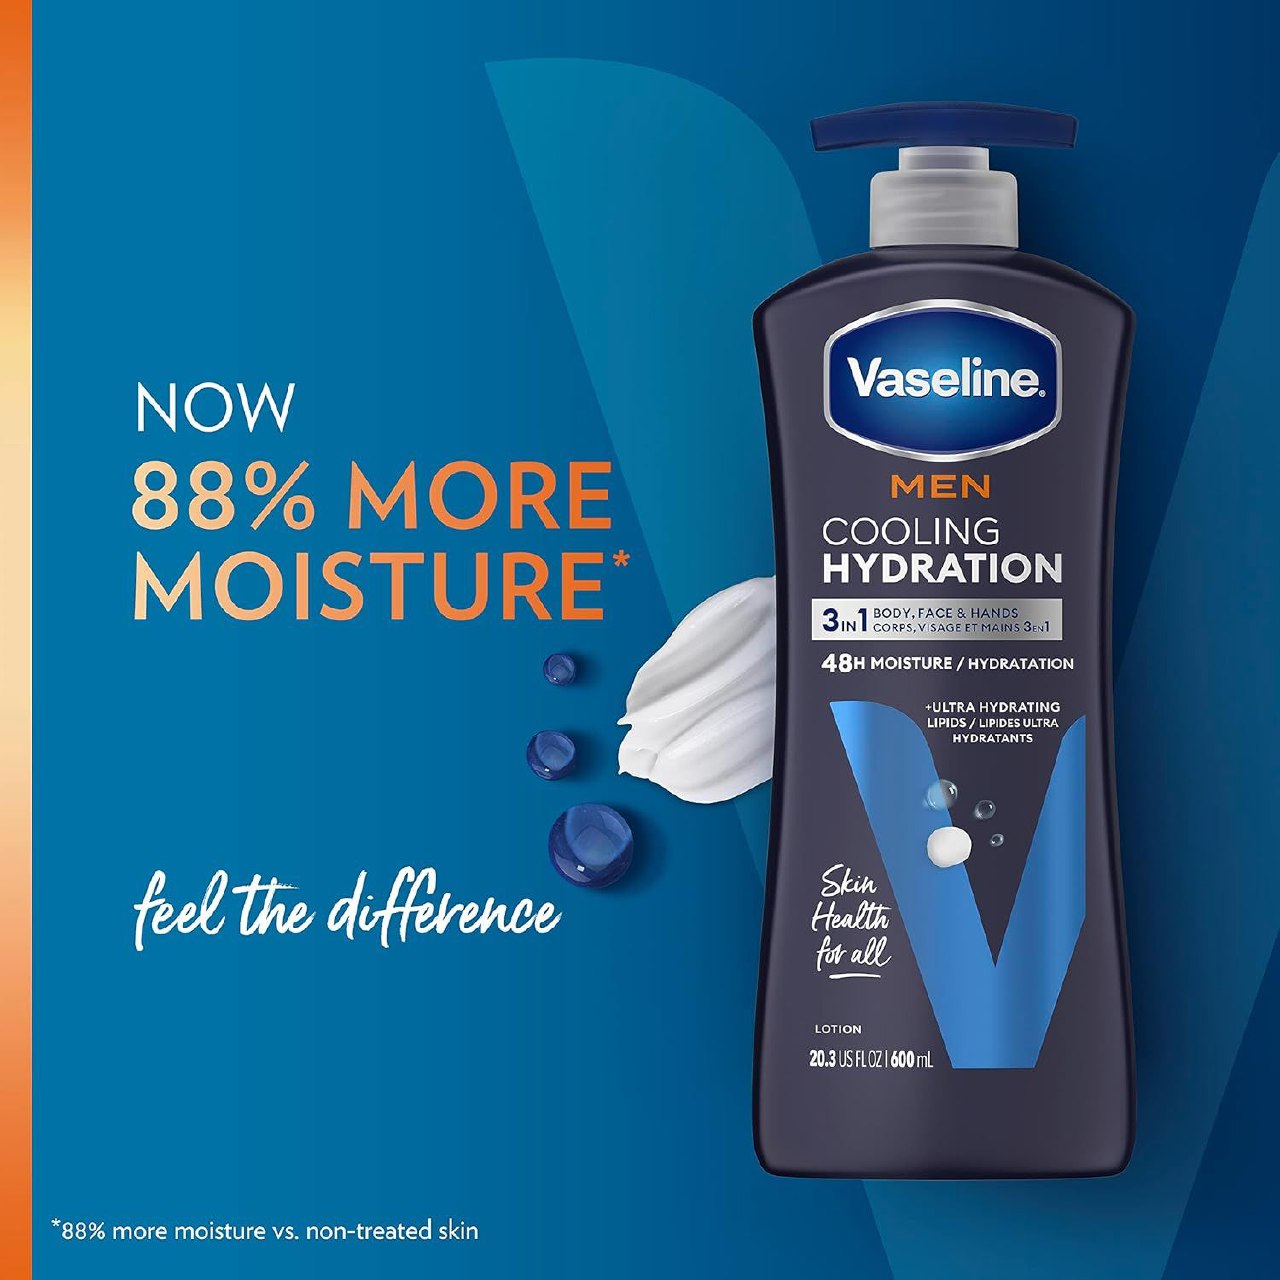 NOW
88% MORE
MOISTURE*
feel the difference
*88% more moisture vs. non-treated skin
Vaseline®
MEN
COOLING
HYDRATION
3IN1 BODY, FACE & HANDS
CORPS, VISAGE ET MAINS 3EN1
48H MOISTURE / HYDRATATION
+ULTRA HYDRATING
LIPIDS / LIPIDES ULTRA
HYDRATANTS
Skin
Health
for all
LOTION
20.3 US FL OZ | 600 mL